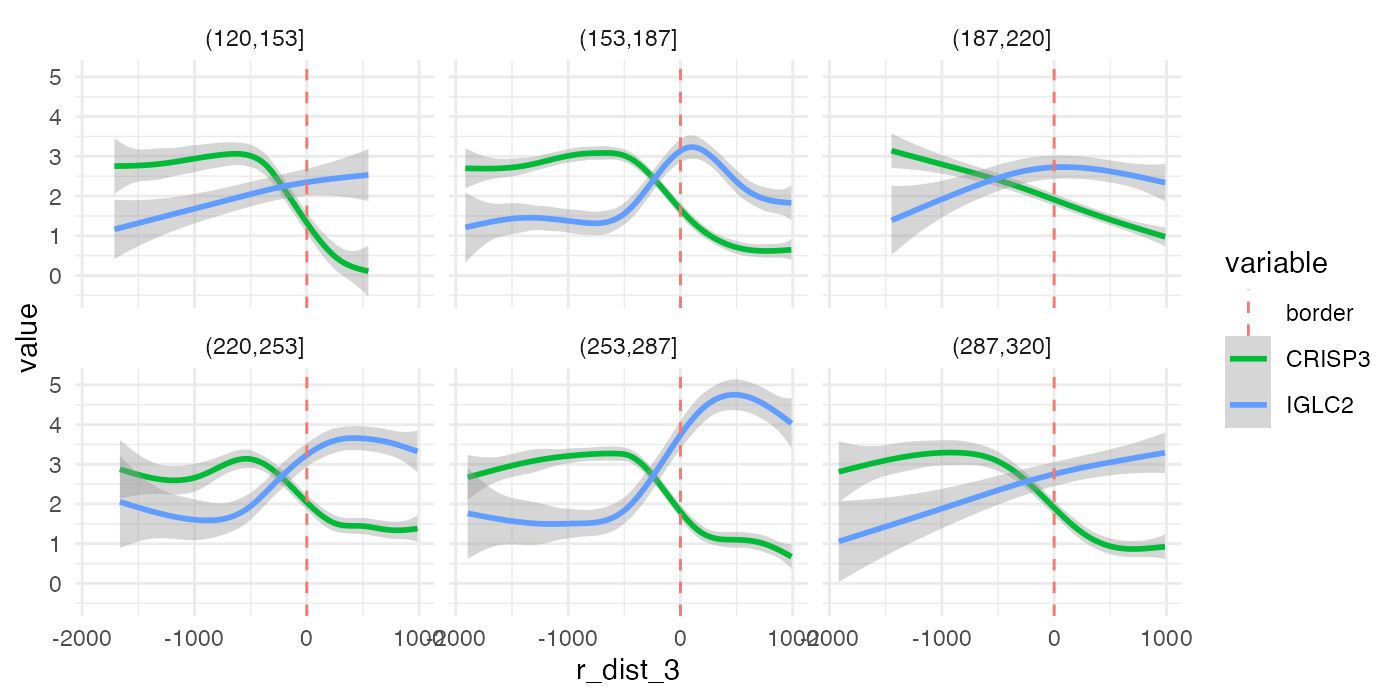 (120,153] (153,187] (187,220]
5
4
3
2
1
0
value
(220,253] (253,287] (287,320]
5
4
3
2
1
0
-2000 -1000 0 1000 -2000 -1000 0 1000 -2000 -1000 0 1000
r_dist_3
variable
border
CRISP3
IGLC2